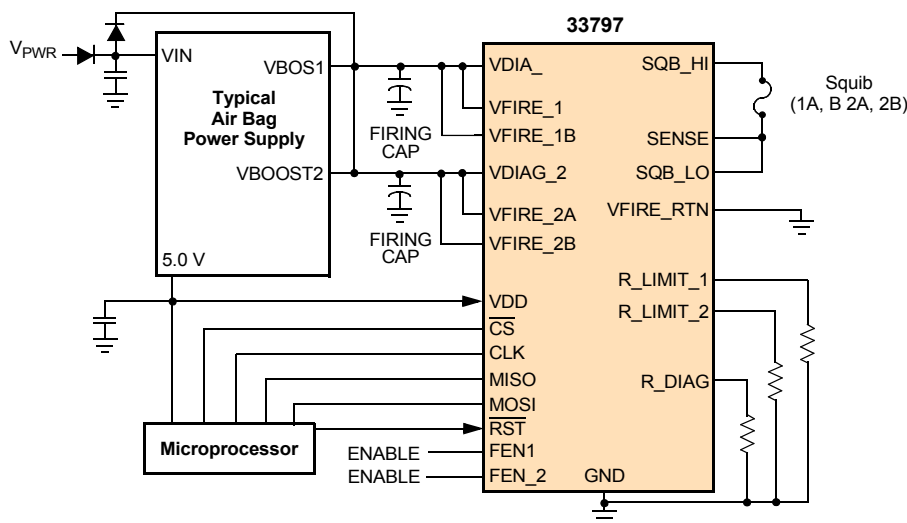 33797
VPWR
VIN
VBOS1
Typical
Air Bag
Power Supply
VBOOST2
5.0 V
FIRING
CAP
FIRING
CAP
VDIA_
VFIRE_1
VFIRE_1B
VDIAG_2
VFIRE_2A
VFIRE_2B
VDD
CS
CLK
MISO
MOSI
RST
FEN1
FEN_2
GND
SQB_HI
SENSE
SQB_LO
VFIRE_RTN
R_LIMIT_1
R_LIMIT_2
R_DIAG
Squib
(1A, B 2A, 2B)
Microprocessor
ENABLE
ENABLE